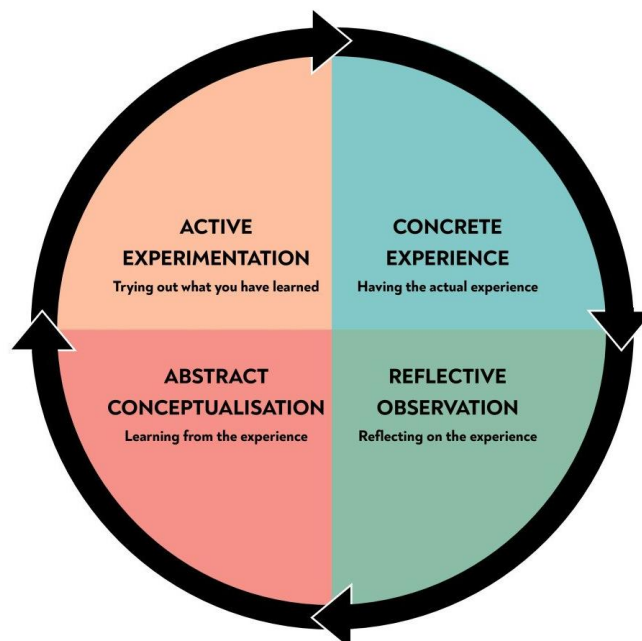 ACTIVE
EXPERIMENTATION
Trying out what you have learned
CONCRETE
EXPERIENCE
Having the actual experience
ABSTRACT
CONCEPTUALISATION
Learning from the experience
REFLECTIVE
OBSERVATION
Reflecting on the experience